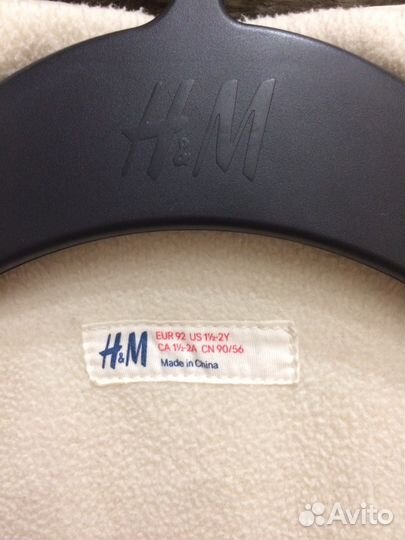 H&M
H&M
EUR 92 US 1½-2Y
CA 1½-2A CN 90/56
Made in China
Avito